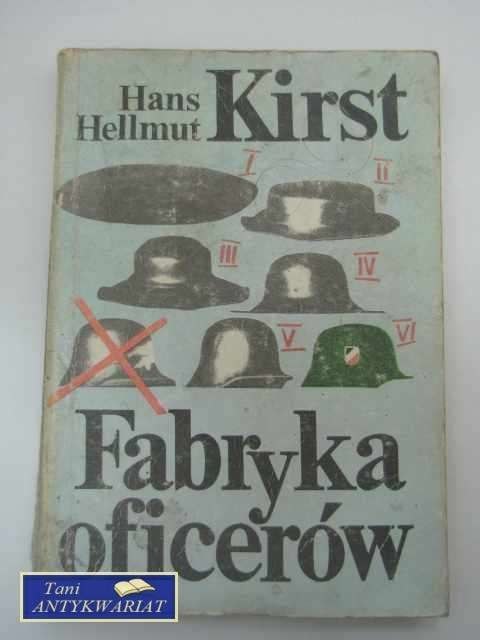 Hans
Hellmut Kirst
I
II
III
IV
V
VI
Fabryka
oficerów
Tani
ANTYKWARIAT